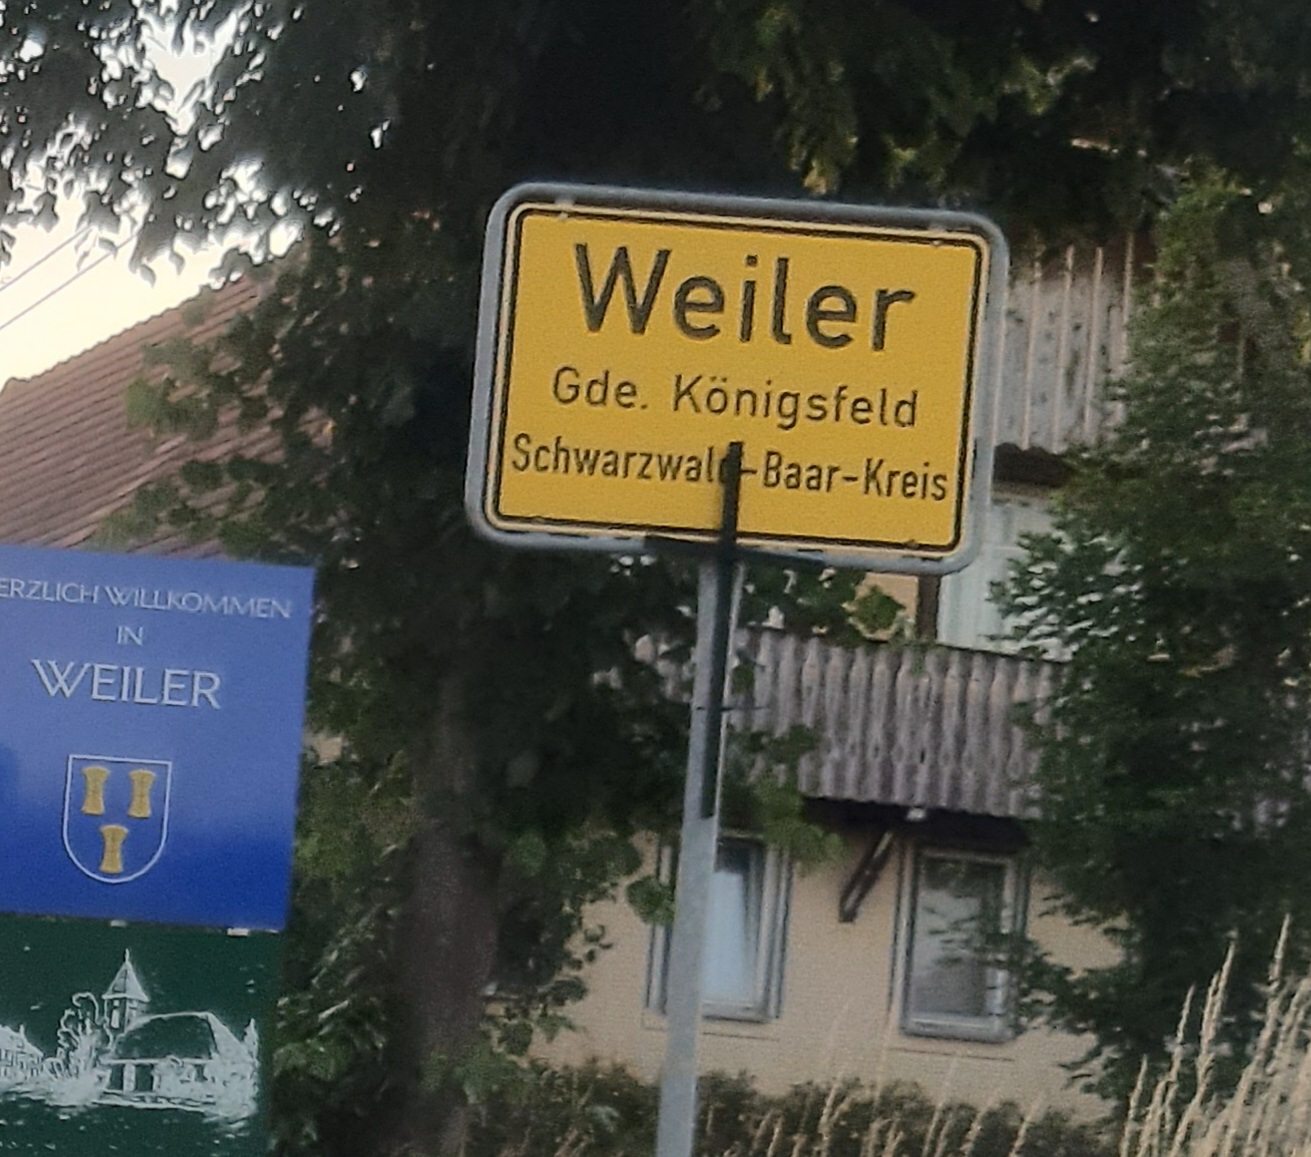 Weiler
Gde. Königsfeld
Schwarzwald-Baar-Kreis
ERZLICH WILLKOMMEN
IN
WEILER